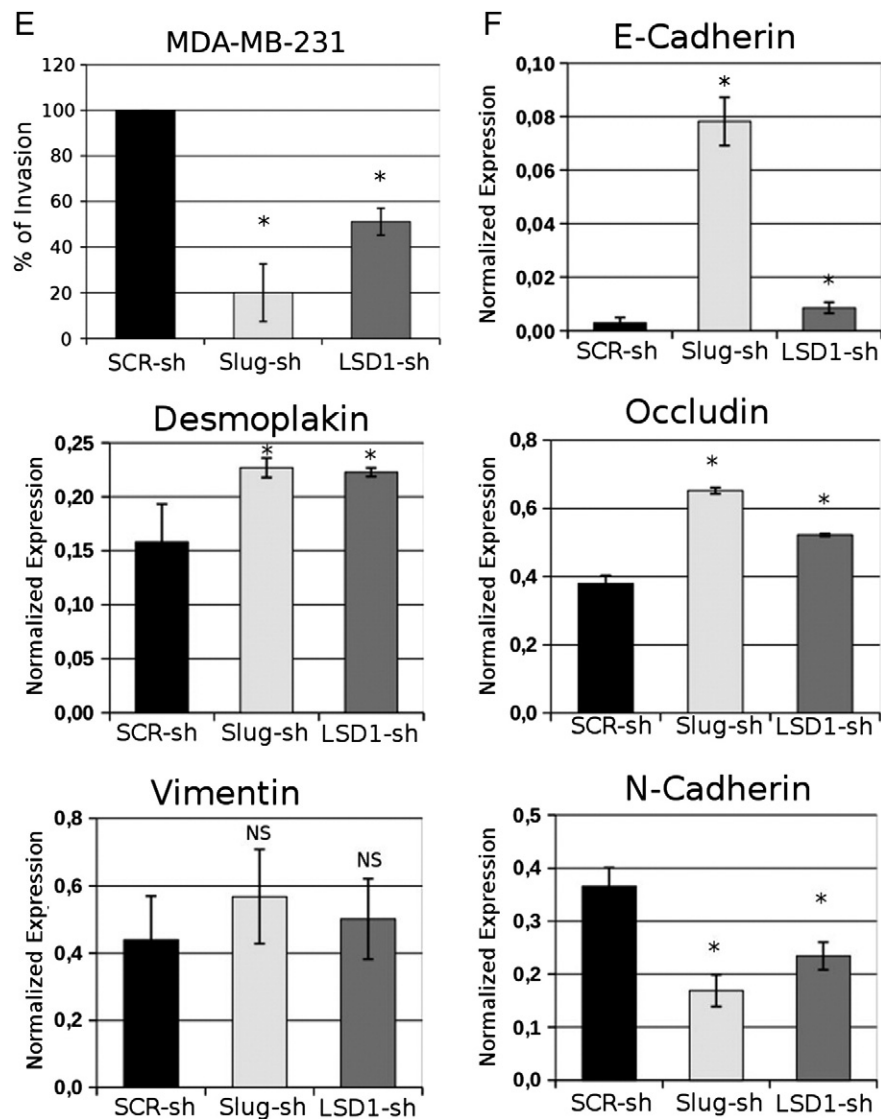 E
MDA-MB-231
% of Invasion
120
100
80
60
40
20
0
*
*
SCR-sh Slug-sh LSD1-sh
F
E-Cadherin
Normalized Expression
0,10
0,08
0,06
0,04
0,02
0,00
*
*
SCR-sh Slug-sh LSD1-sh
Desmoplakin
Normalized Expression
0,25
0,20
0,15
0,10
0,05
0,00
*
*
SCR-sh Slug-sh LSD1-sh
Occludin
Normalized Expression
0,8
0,6
0,4
0,2
0,0
*
*
SCR-sh Slug-sh LSD1-sh
Vimentin
Normalized Expression
0,8
0,6
0,4
0,2
0,0
NS
NS
SCR-sh Slug-sh LSD1-sh
N-Cadherin
Normalized Expression
0,5
0,4
0,3
0,2
0,1
0,0
*
*
SCR-sh Slug-sh LSD1-sh